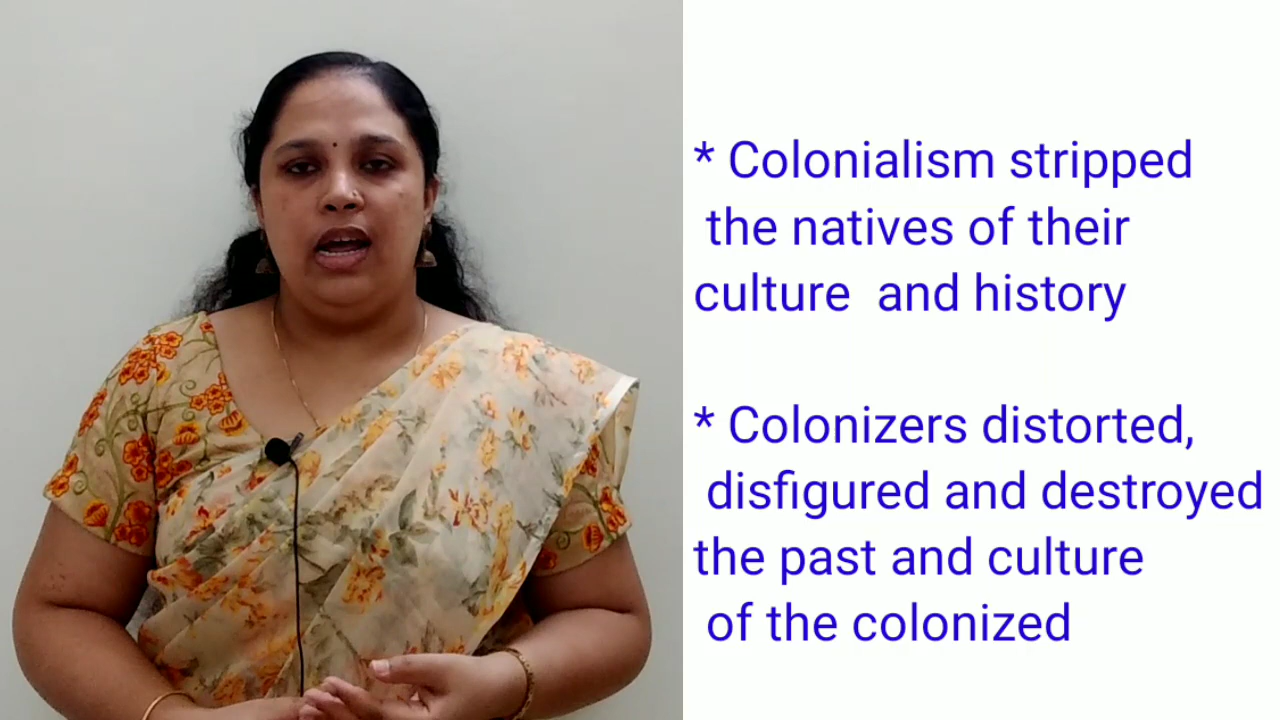 * Colonialism stripped
the natives of their
culture and history
* Colonizers distorted,
disfigured and destroyed
the past and culture
of the colonized